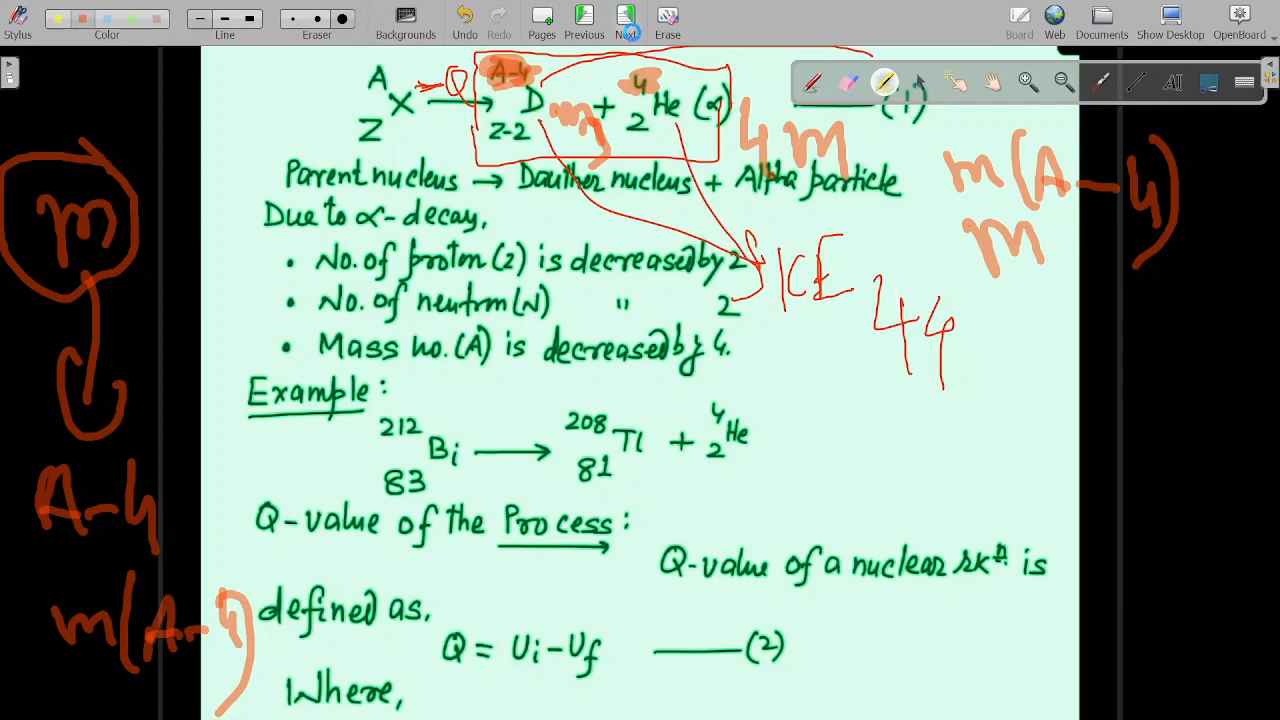 Stylus Color Line Eraser Backgrounds Undo Redo Pages Previous Next Erase Board Web Documents Show Desktop OpenBoard
A X Z → Q A-4 D Z-2 + 4 He 2 (α) (1)
m 4m m(A-4)
Parent nucleus → Dauther nucleus + Alpha particle
m
Due to α-decay,
m
• No. of proton (z) is decreased by 2
KE
• No. of neutron (N) " 2
44
• Mass no. (A) is decreased by 4.
Example:
212 Bi 83 → 208 Tl 81 + 4 He 2
A-4
Q-value of the Process:
Q-value of a nuclear rxn is
m(A-4)
defined as,
Q = Ui - Uf (2)
Where,